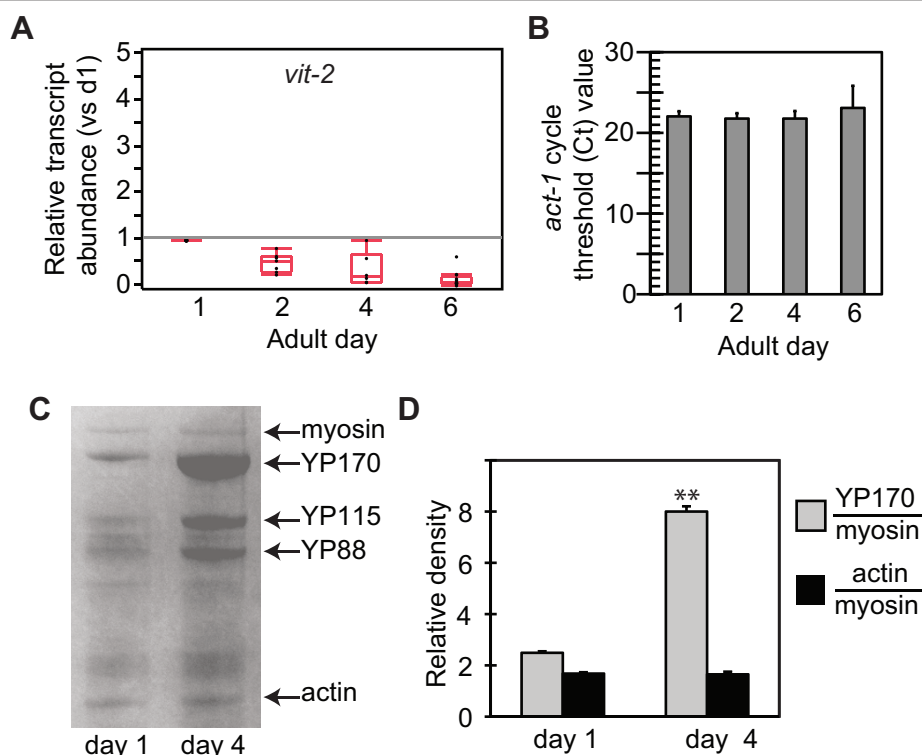 A
Relative transcript
abundance (vs d1)
5
4
3
2
1
0
vit-2
1 2 4 6
Adult day
B
act-1 cycle
threshold (Ct) value
30
20
10
0
1 2 4 6
Adult day
C
myosin
YP170
YP115
YP88
actin
day 1 day 4
D
Relative density
8
6
4
2
0
**
day 1 day 4
YP170
myosin
actin
myosin